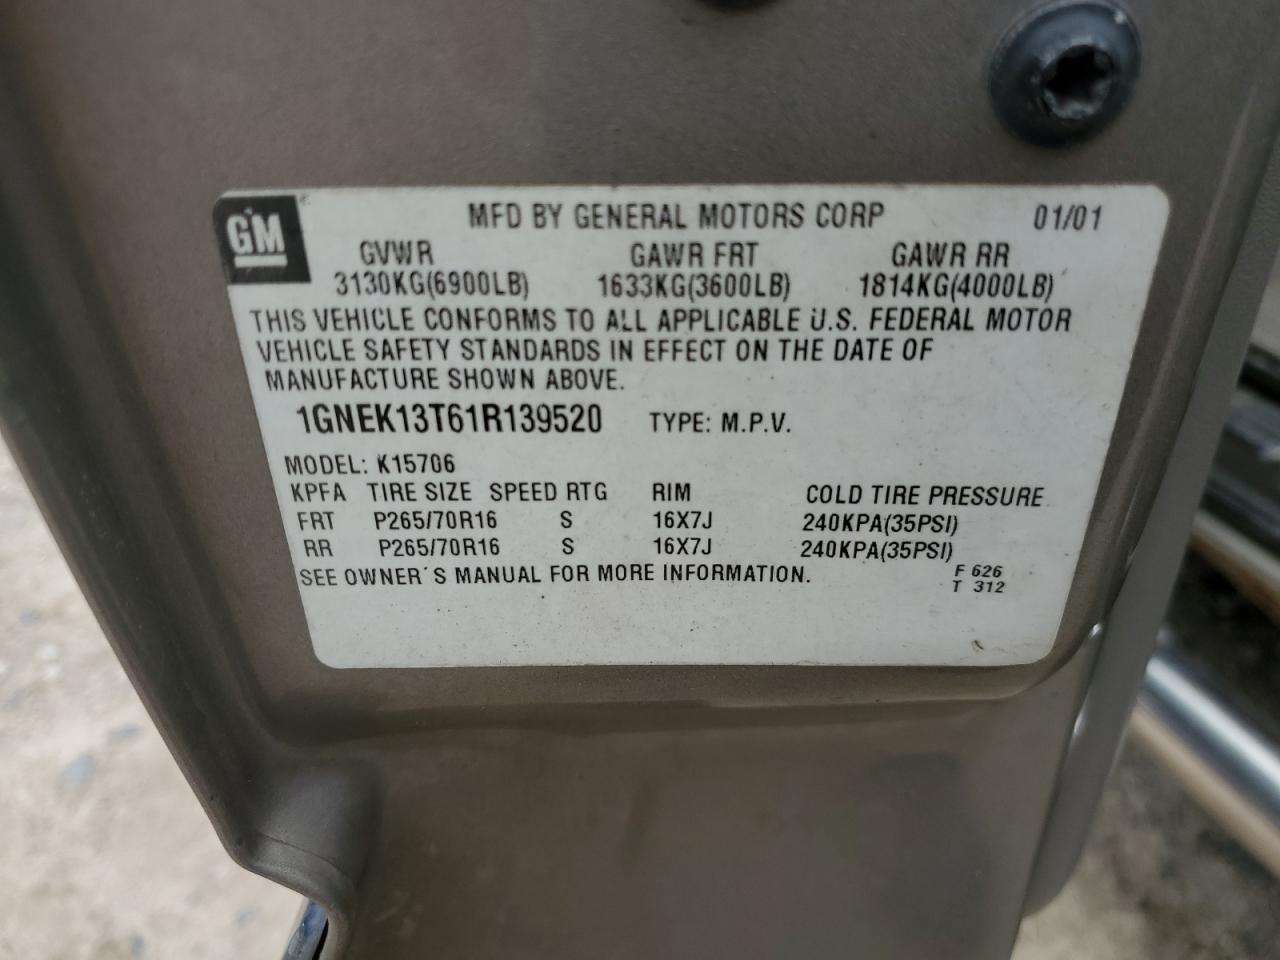 GM
MFD BY GENERAL MOTORS CORP 01/01
GVWR GAWR FRT GAWR RR
3130KG(6900LB) 1633KG(3600LB) 1814KG(4000LB)
THIS VEHICLE CONFORMS TO ALL APPLICABLE U.S. FEDERAL MOTOR
VEHICLE SAFETY STANDARDS IN EFFECT ON THE DATE OF
MANUFACTURE SHOWN ABOVE.
1GNEK13T61R139520 TYPE: M.P.V.
MODEL: K15706
KPFA TIRE SIZE SPEED RTG RIM COLD TIRE PRESSURE
FRT P265/70R16 S 16X7J 240KPA(35PSI)
RR P265/70R16 S 16X7J 240KPA(35PSI)
SEE OWNER'S MANUAL FOR MORE INFORMATION. F 626
T 312